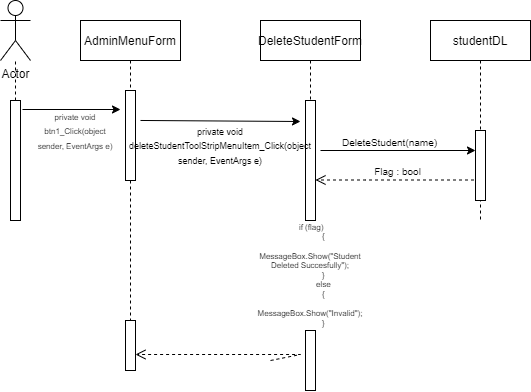 AdminMenuForm
DeleteStudentForm
studentDL
Actor
private void
btn1_Click(object
sender, EventArgs e)
private void
deleteStudentToolStripMenuItem_Click(object
sender, EventArgs e)
DeleteStudent(name)
Flag : bool
if (flag)
{
MessageBox.Show("Student
Deleted Succesfully");
}
else
{
MessageBox.Show("Invalid");
}